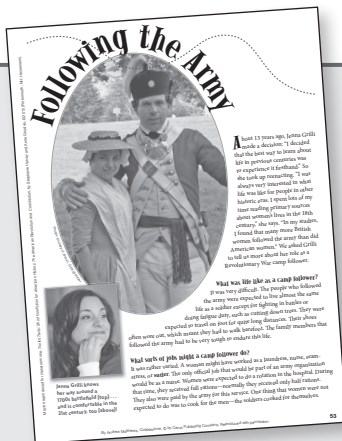 Following the Army
About 13 years ago, Jenna Grilli
made a decision: "I decided
that the best way to learn about
life in previous centuries was
to experience it firsthand." So
she took up reenacting. "I was
always very interested in what
life was like for people in other
historic eras. I spent lots of my
time reading primary sources
about women's lives in the 18th
century," she says. "In my studies,
I found that many more British
women followed the army than did
American women." We asked Grilli
to tell us more about her role as a
Revolutionary War camp follower.
What was life like as a camp follower?
It was very difficult. The people who followed
the army were expected to live almost the same
life as a soldier except for fighting in battles or
doing fatigue duty, such as cutting down trees. They were
expected to travel on foot for quite long distances. Their shoes
often wore out, which meant they had to walk barefoot. The family members that
followed the army had to be very tough to endure this life.
What sorts of jobs might a camp follower do?
It was rather varied. A woman might have worked as a laundress, nurse, seam-
stress, or sutler. The only official job that would be part of an army organization
would be as a nurse. Women were expected to do a rotation in the hospital. During
that time, they received full rations—normally they received only half rations.
They also were paid by the army for this service. One thing that women were not
expected to do was to cook for the men—the soldiers cooked for themselves.
Jenna Grilli knows
her way around a
1700s battlefield (top) . . .
and is comfortable in the
21st century, too (above)!
53